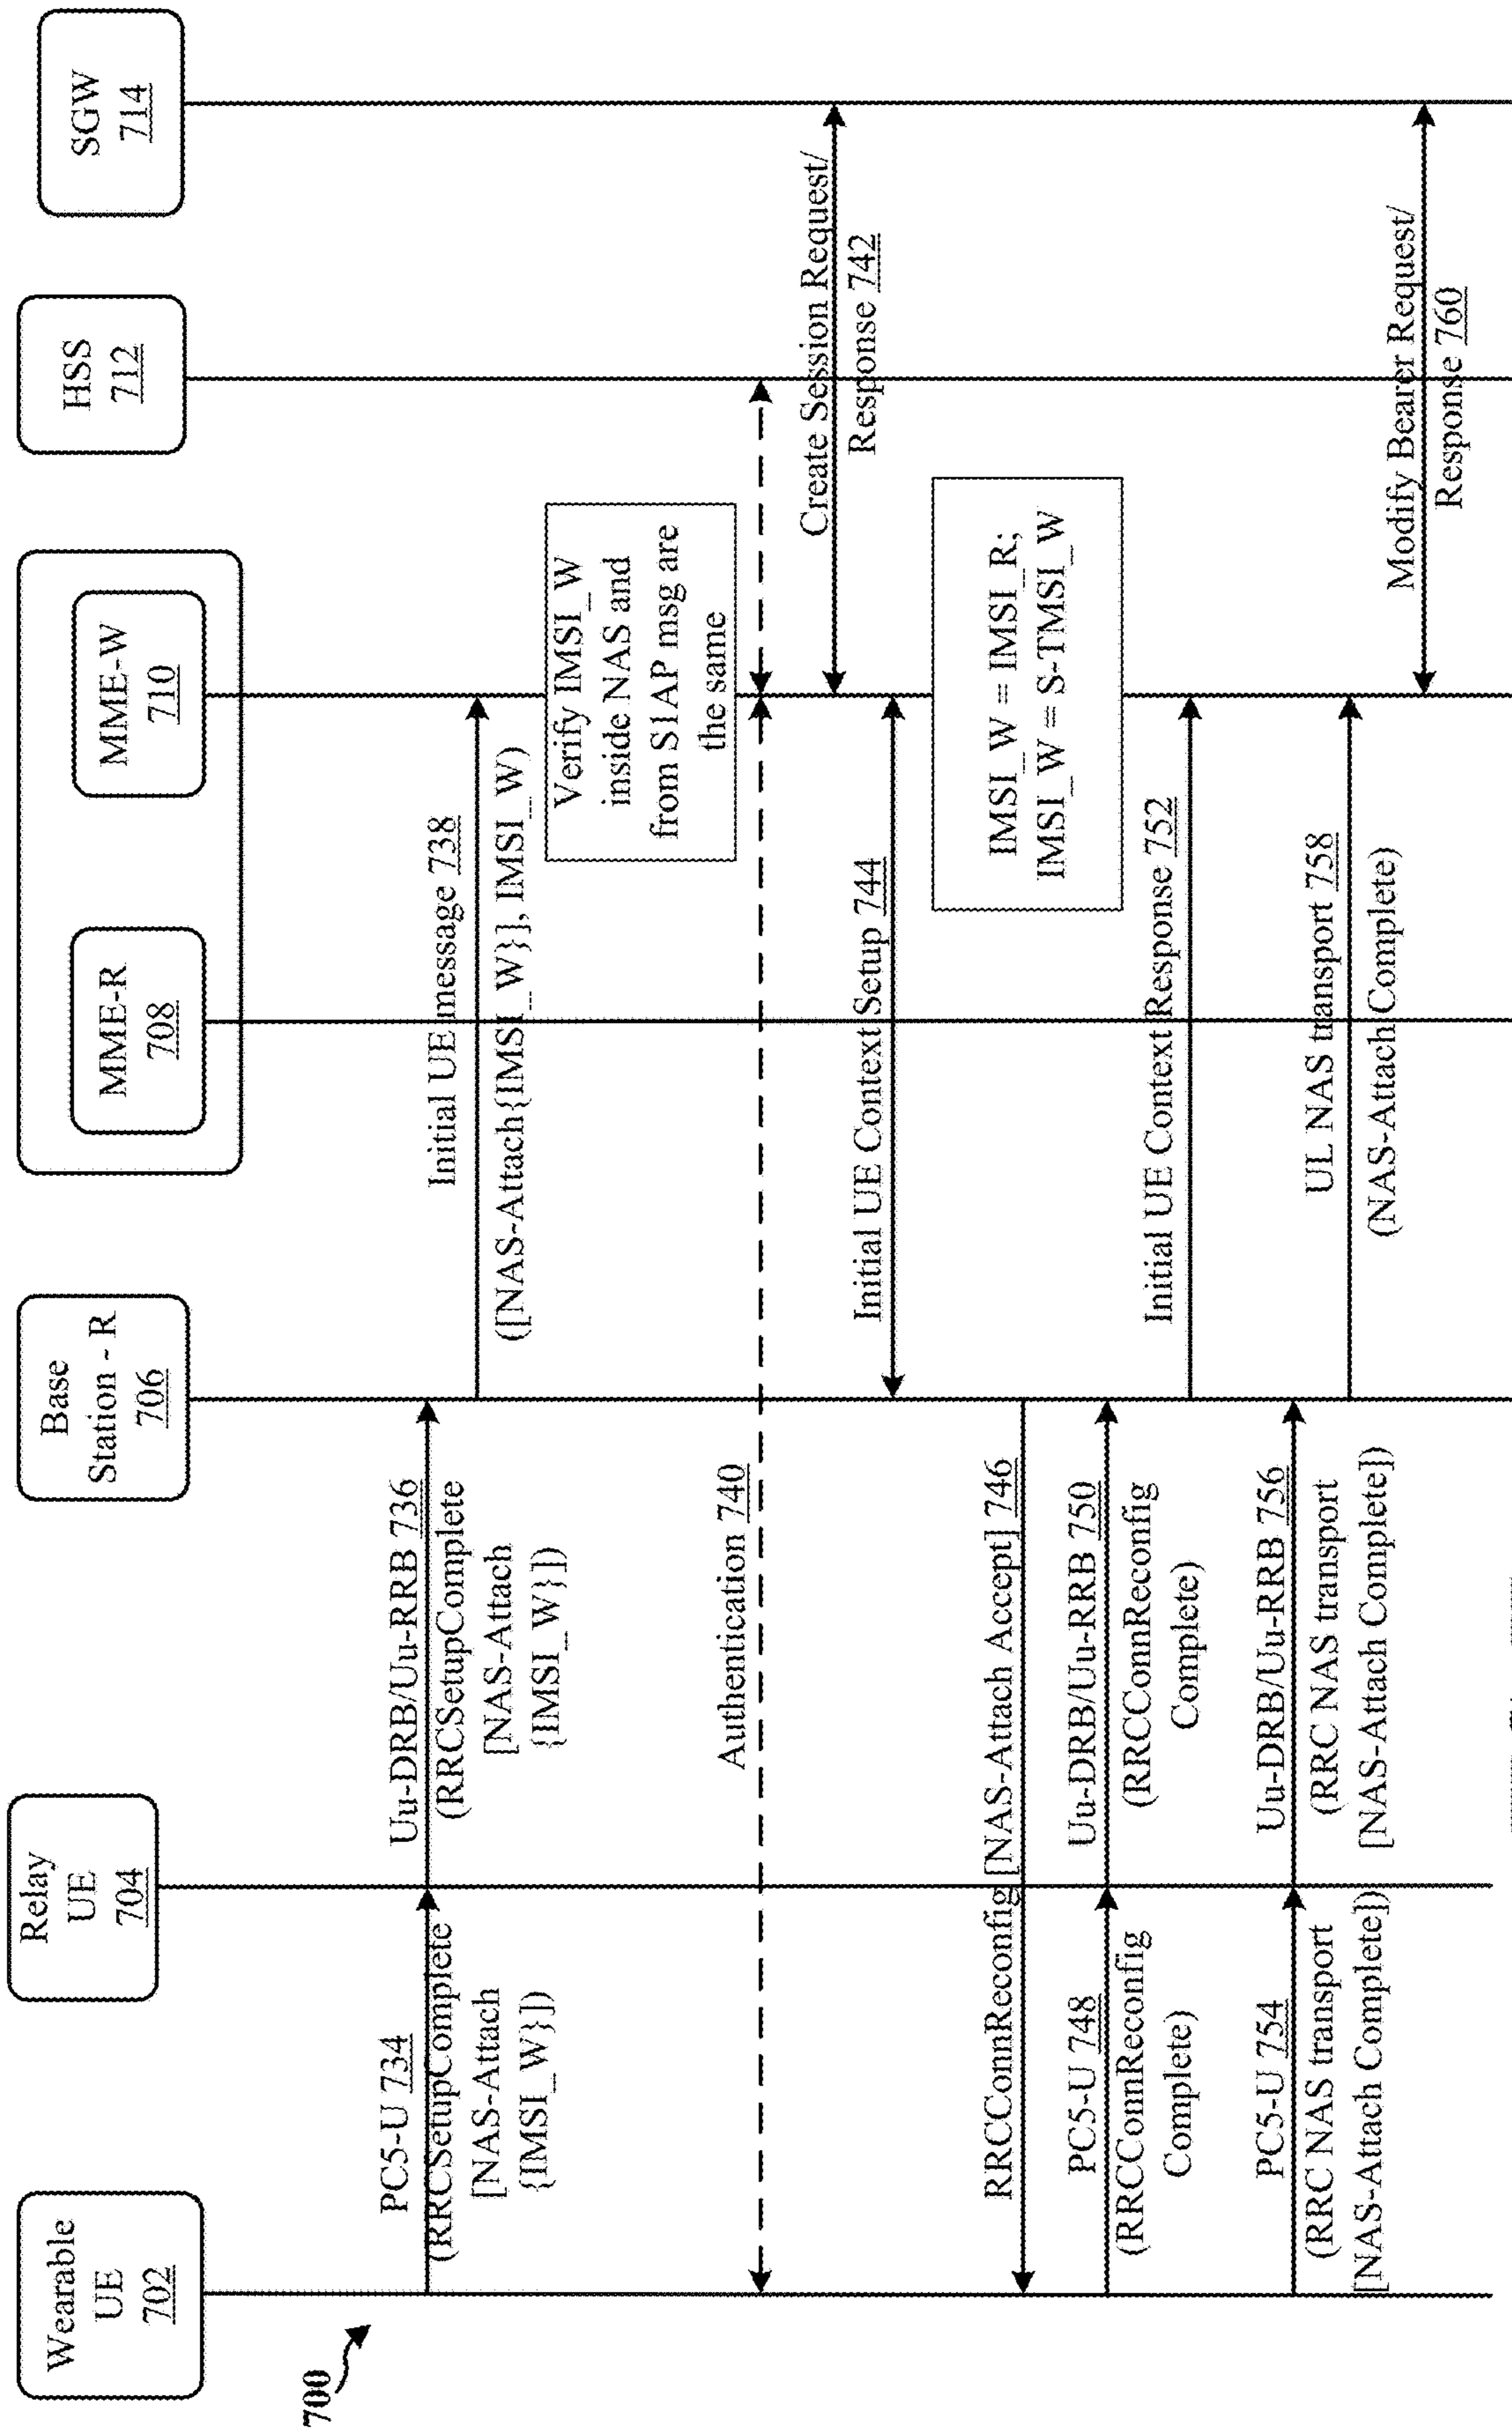 700
Wearable
UE
702
Relay
UE
704
Base
Station - R
706
MME-R
708
MME-W
710
HSS
712
SGW
714
PC5-U 734
(RRCSetupComplete
[NAS-Attach
{IMSI_W}])
Uu-DRB/Uu-RRB 736
(RRCSetupComplete
[NAS-Attach
{IMSI_W}])
Initial UE message 738
([NAS-Attach{IMSI_W}], IMSI_W)
Verify IMSI_W
inside NAS and
from S1AP msg are
the same
Authentication 740
Create Session Request/
Response 742
Initial UE Context Setup 744
IMSI_W = IMSI_R;
IMSI_W = S-TMSI_W
RRCConnReconfig [NAS-Attach Accept] 746
PC5-U 748
(RRCConnReconfig
Complete)
Uu-DRB/Uu-RRB 750
(RRCConnReconfig
Complete)
Initial UE Context Response 752
PC5-U 754
(RRC NAS transport
[NAS-Attach Complete])
Uu-DRB/Uu-RRB 756
(RRC NAS transport
[NAS-Attach Complete])
UL NAS transport 758
(NAS-Attach Complete)
Modify Bearer Request/
Response 760